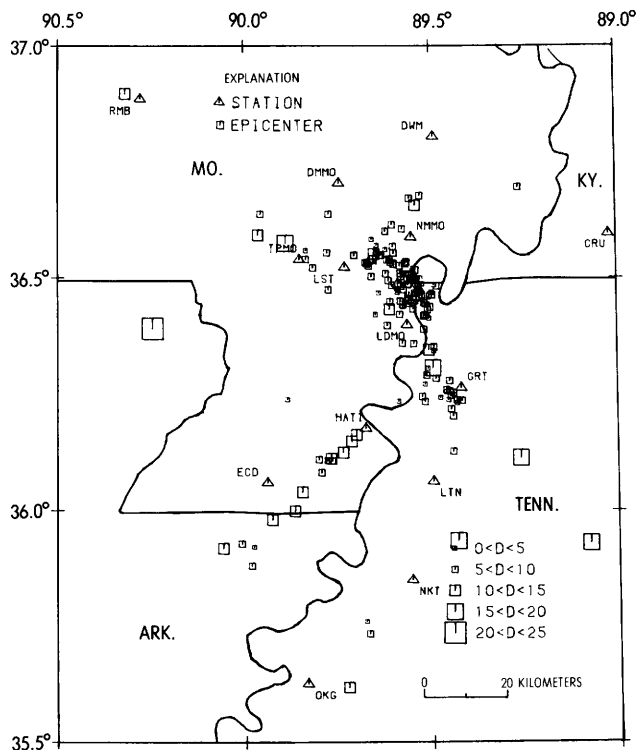 90.5° 90.0° 89.5° 89.0°
37.0°
EXPLANATION
STATION
EPICENTER
RMB
DWM
MO.
DMMO
KY.
NMMO
CRU
TPMO
LST
36.5°
LDMO
GRT
HATI
ECD
LTN
TENN.
36.0°
0<D<5
5<D<10
NKT
10<D<15
15<D<20
ARK.
20<D<25
OKG
0 20 KILOMETERS
35.5°